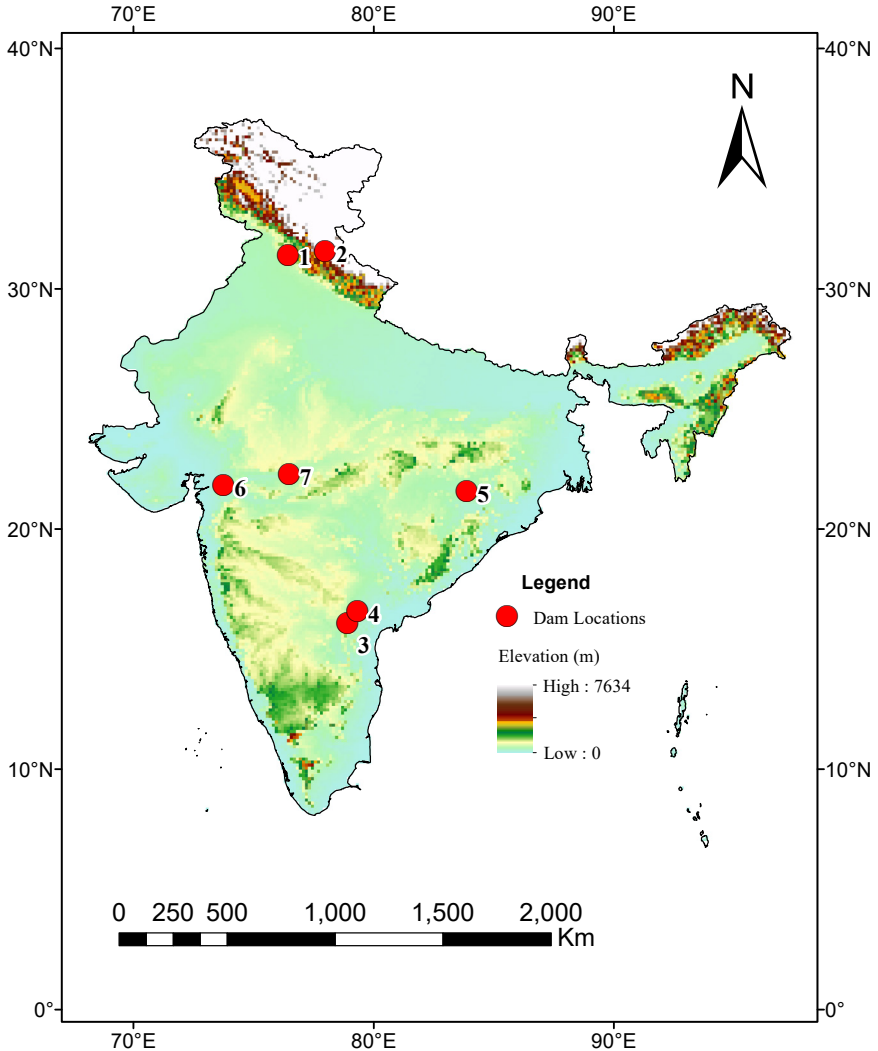 70°E 80°E 90°E
40°N 40°N
N
1 2
30°N 30°N
7
6 5
20°N 20°N
Legend
4 Dam Locations
3
Elevation (m)
High : 7634
Low : 0
10°N 10°N
0 250 500 1,000 1,500 2,000
Km
0° 0°
70°E 80°E 90°E